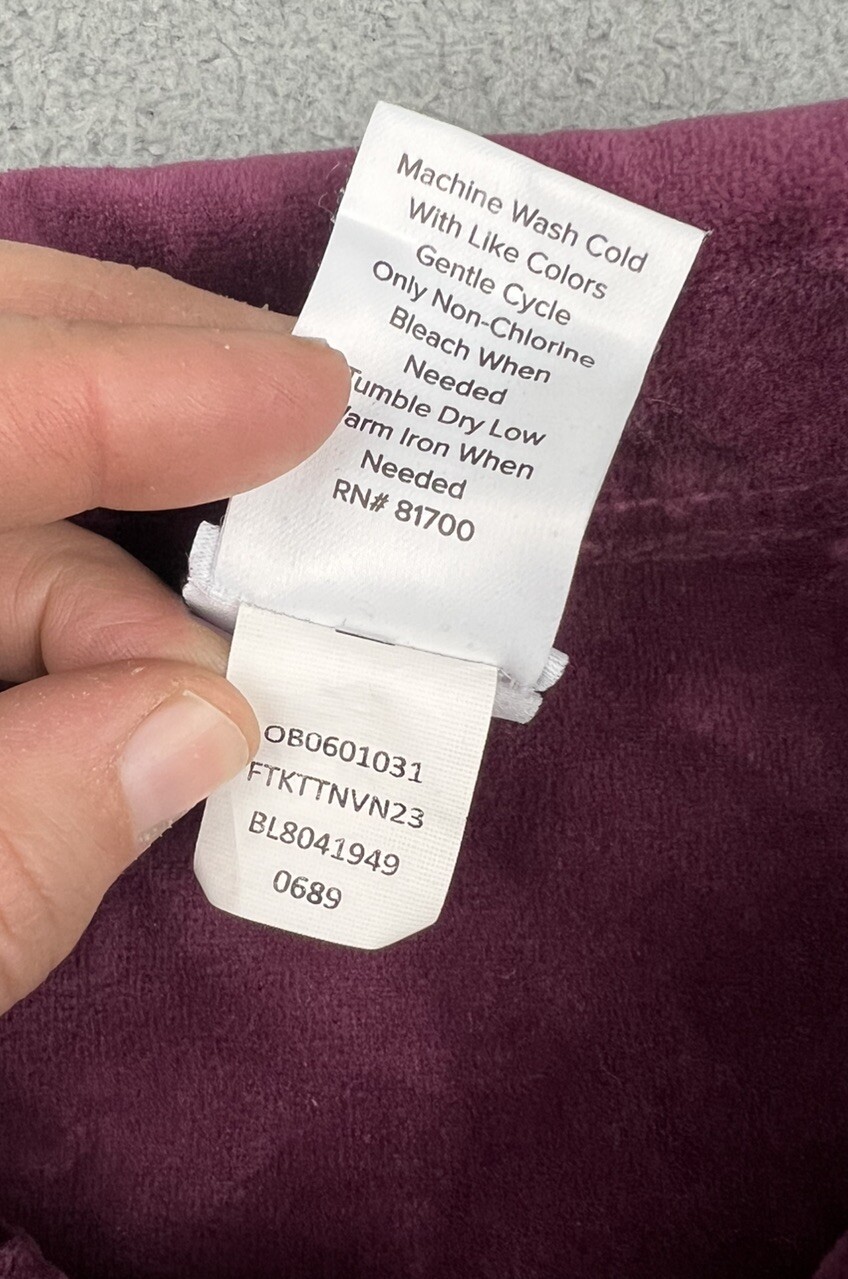 Machine Wash Cold
With Like Colors
Gentle Cycle
Only Non-Chlorine
Bleach When
Needed
Tumble Dry Low
Warm Iron When
Needed
RN# 81700
OB0601031
FTKTTNVN23
BL8041949
0689